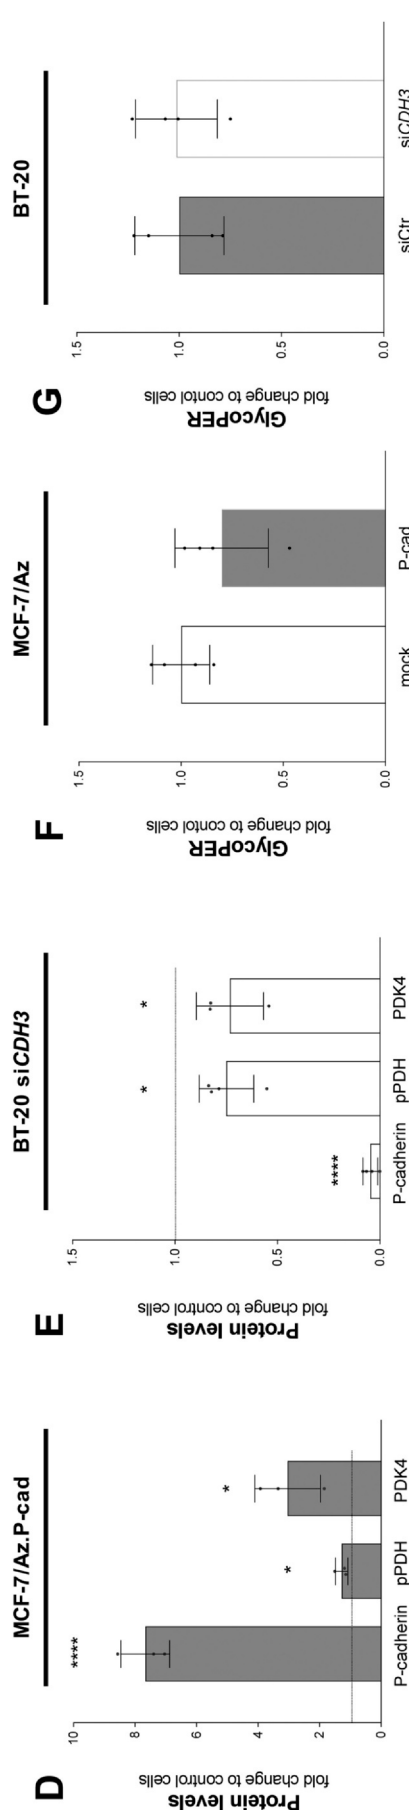 D
MCF-7/Az.P-cad
Protein levels
fold change to control cells
10
8
6
4
2
0
****
*
*
P-cadherin
pPDH
PDK4
E
BT-20 siCDH3
Protein levels
fold change to control cells
1.5
1.0
0.5
0.0
****
*
*
P-cadherin
pPDH
PDK4
F
MCF-7/Az
GlycoPER
fold change to contol cells
1.5
1.0
0.5
0.0
mock
P-cad
G
BT-20
GlycoPER
fold change to contol cells
1.5
1.0
0.5
0.0
siCtr
siCDH3